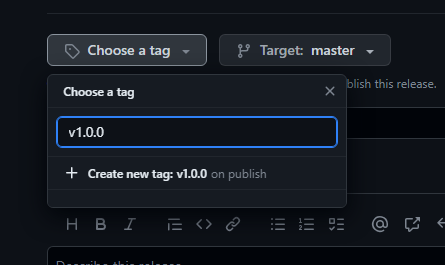 Choose a tag
Target: master
Choose a tag
blish this release.
v1.0.0
Create new tag: v1.0.0 on publish
H B I
Describe this release